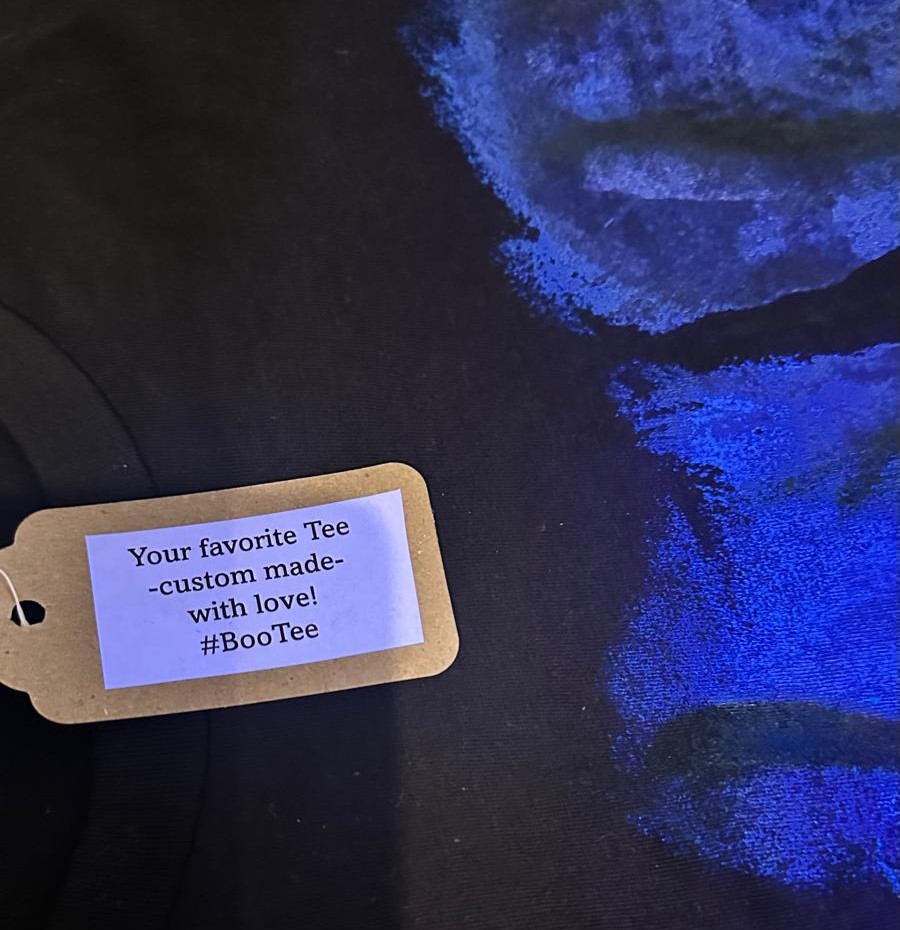 Your favorite Tee
-custom made-
with love!
#BooTee